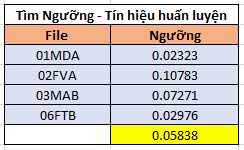 Tìm Ngưỡng - Tín hiệu huấn luyện
File Ngưỡng
01MDA 0.02323
02FVA 0.10783
03MAB 0.07271
06FTB 0.02976
0.05838